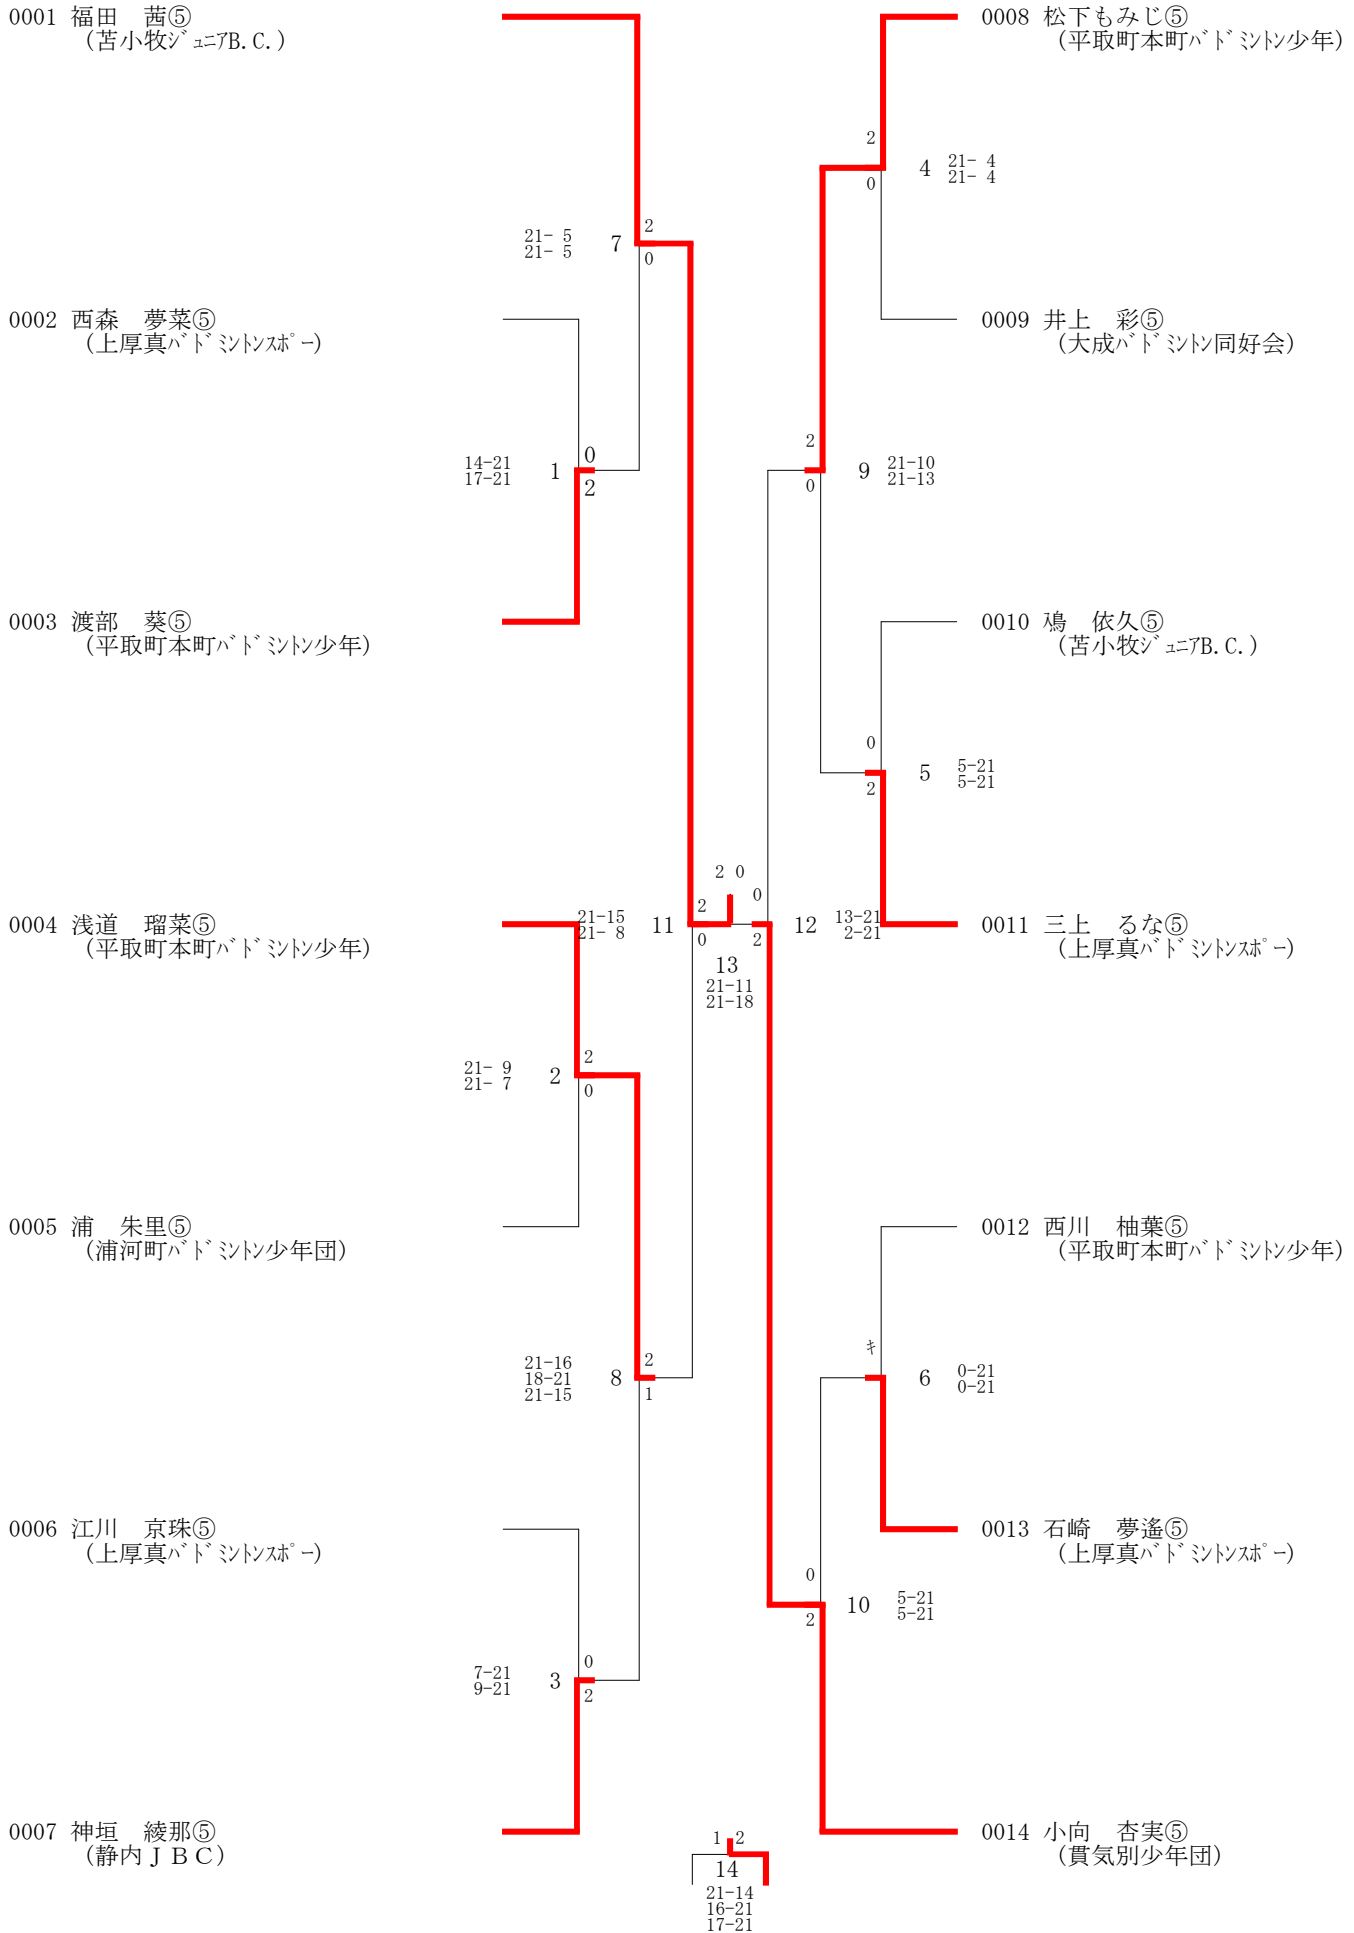 0001 福田　茜⑤
(苫小牧ｼﾞｭﾆｱB.C.)
0008 松下もみじ⑤
(平取町本町ﾊﾞﾄﾞﾐﾝﾄﾝ少年)
2
4
21- 4
21- 4
0
21- 5
21- 5
7
2
0
0002 西森　夢菜⑤
(上厚真ﾊﾞﾄﾞﾐﾝﾄﾝｽﾎﾟｰ)
0009 井上　彩⑤
(大成ﾊﾞﾄﾞﾐﾝﾄﾝ同好会)
14-21
17-21
1
0
2
2
0
9
21-10
21-13
0003 渡部　葵⑤
(平取町本町ﾊﾞﾄﾞﾐﾝﾄﾝ少年)
0010 鳰　依久⑤
(苫小牧ｼﾞｭﾆｱB.C.)
0
2
5
5-21
5-21
0004 浅道　瑠菜⑤
(平取町本町ﾊﾞﾄﾞﾐﾝﾄﾝ少年)
21-15
21- 8
11
2
0
2 0
13
21-11
21-18
0
2
12
13-21
2-21
0011 三上　るな⑤
(上厚真ﾊﾞﾄﾞﾐﾝﾄﾝｽﾎﾟｰ)
21- 9
21- 7
2
2
0
0005 浦　朱里⑤
(浦河町ﾊﾞﾄﾞﾐﾝﾄﾝ少年団)
0012 西川　柚葉⑤
(平取町本町ﾊﾞﾄﾞﾐﾝﾄﾝ少年)
21-16
18-21
21-15
8
2
1
ｷ
6
0-21
0-21
0006 江川　京珠⑤
(上厚真ﾊﾞﾄﾞﾐﾝﾄﾝｽﾎﾟｰ)
0013 石崎　夢遙⑤
(上厚真ﾊﾞﾄﾞﾐﾝﾄﾝｽﾎﾟｰ)
0
2
10
5-21
5-21
7-21
9-21
3
0
2
0007 神垣　綾那⑤
(静内ＪＢＣ)
0014 小向　杏実⑤
(貫気別少年団)
1 2
14
21-14
16-21
17-21